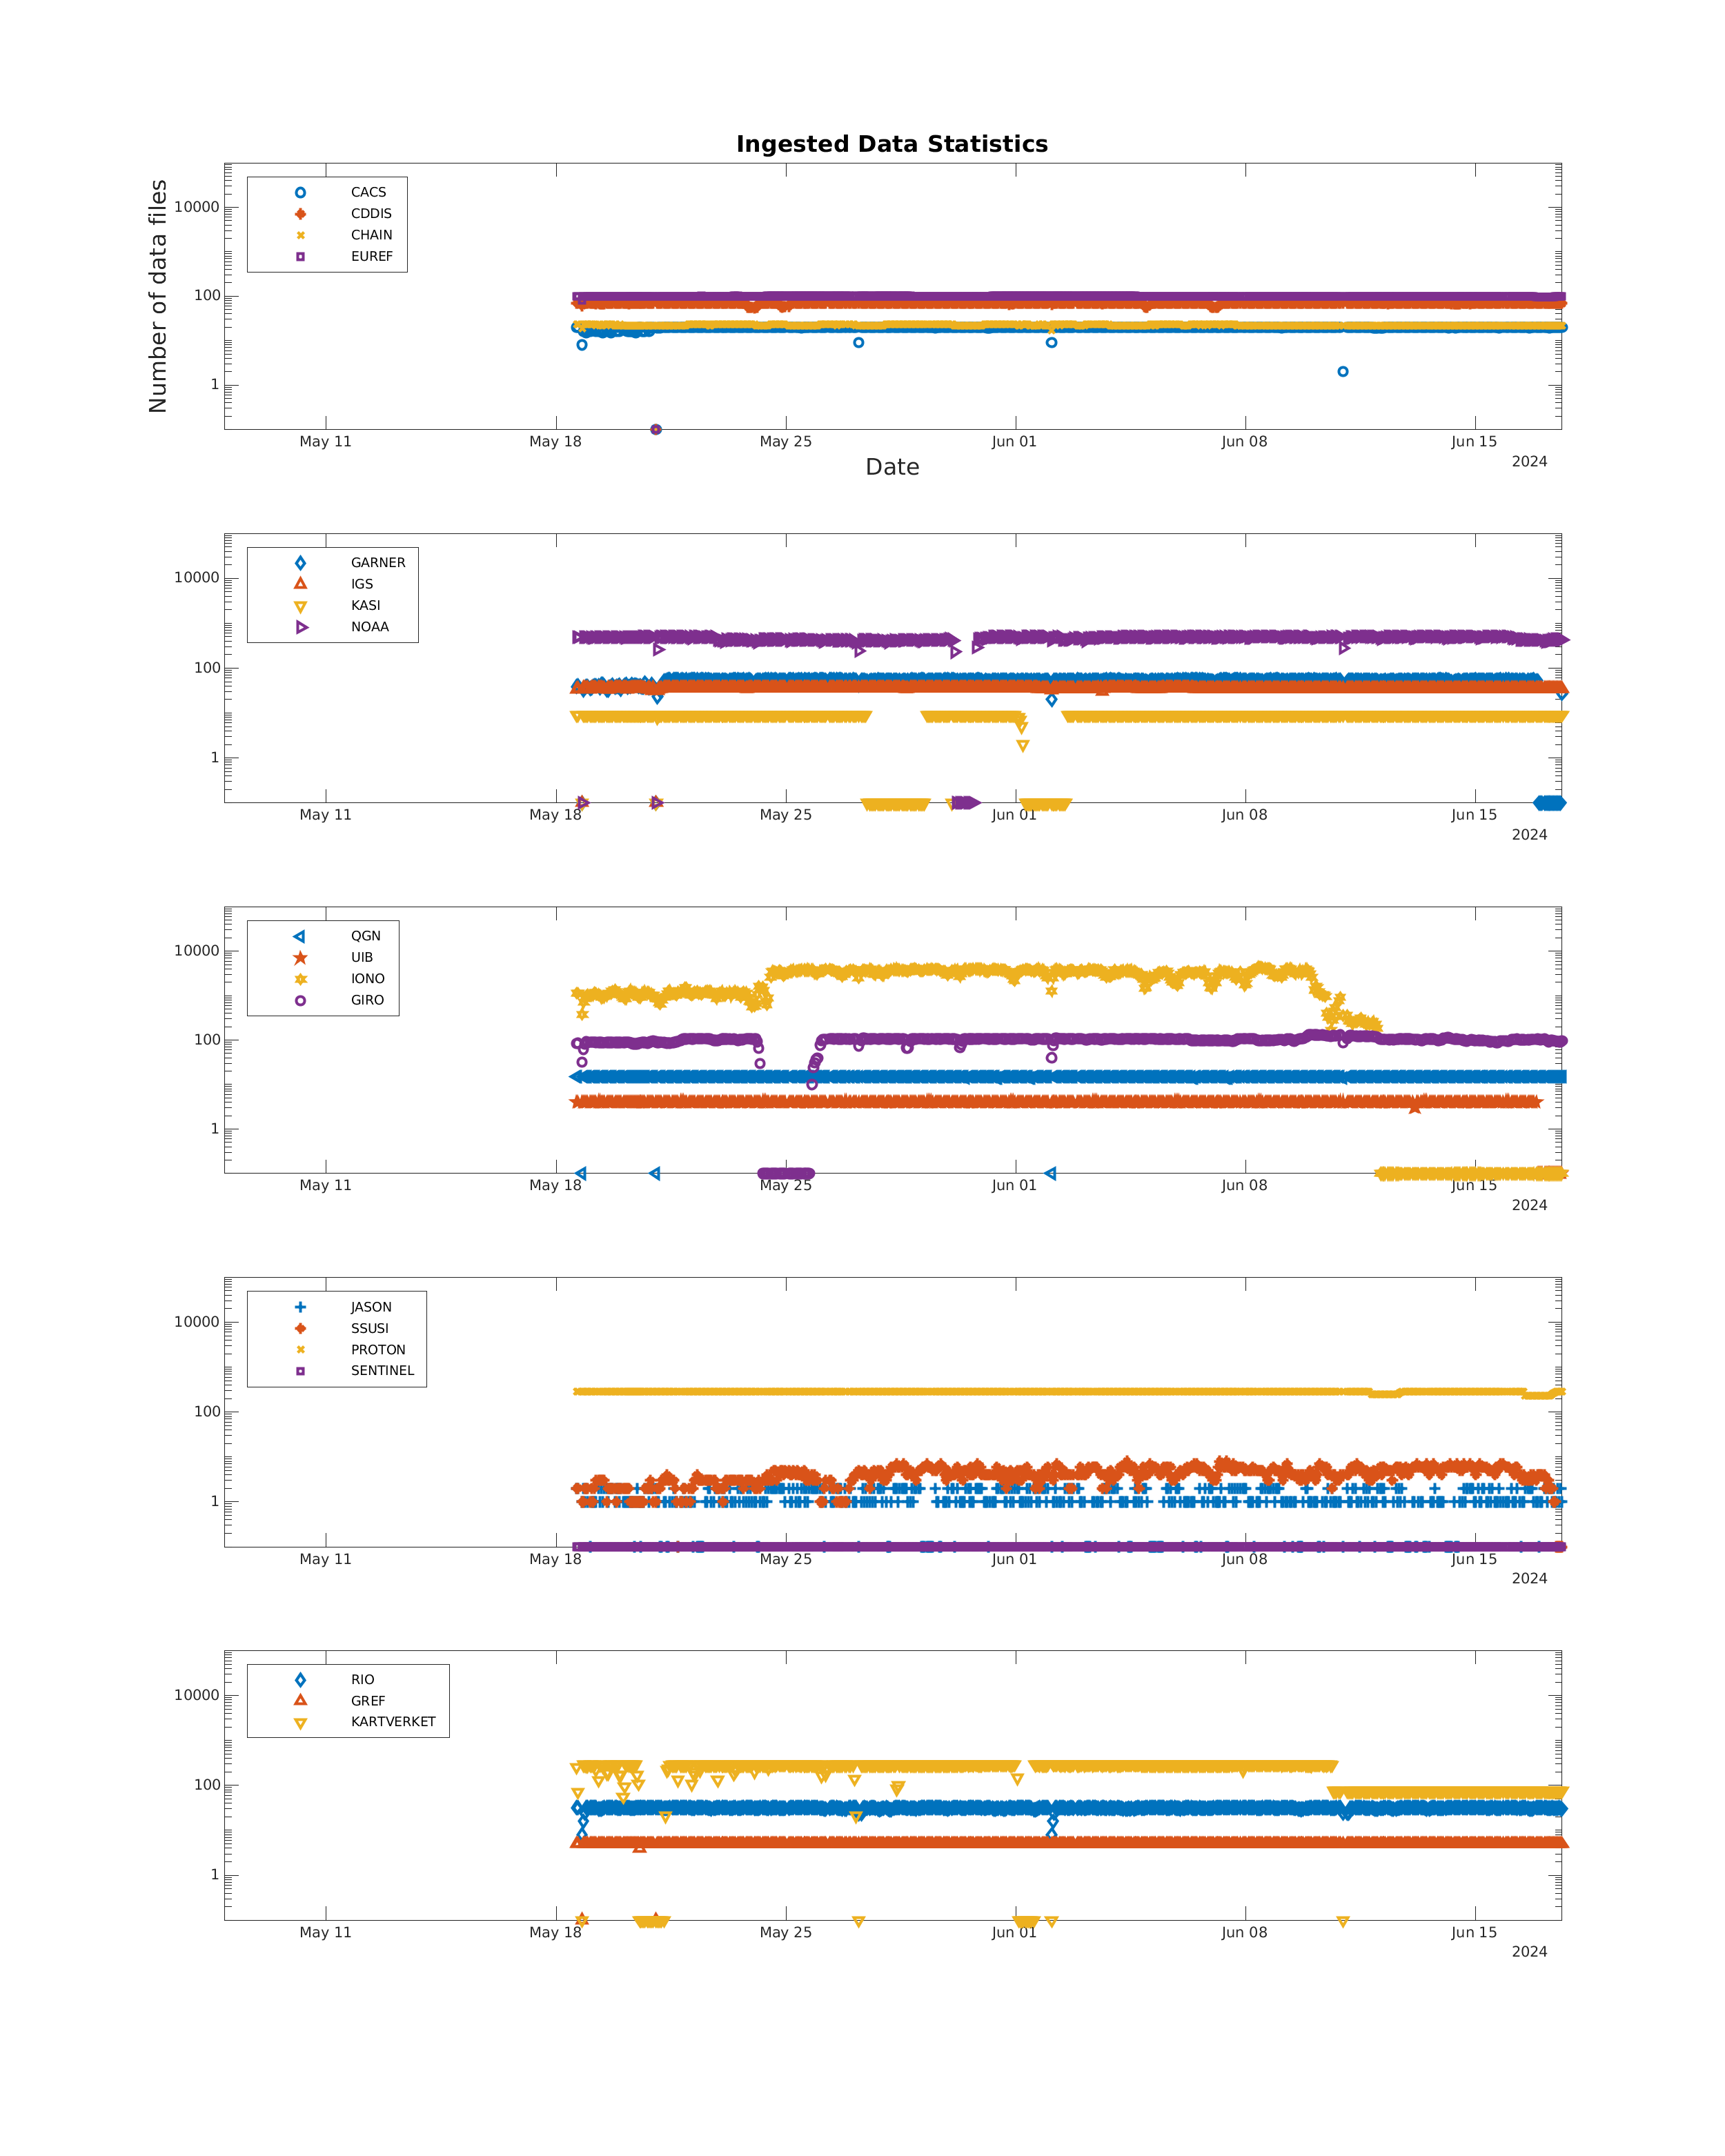 Ingested Data Statistics
Number of data files
10000
100
1
CACS
CDDIS
CHAIN
EUREF
May 11 May 18 May 25 Jun 01 Jun 08 Jun 15
2024
Date
10000
100
1
GARNER
IGS
KASI
NOAA
May 11 May 18 May 25 Jun 01 Jun 08 Jun 15
2024
10000
100
1
QGN
UIB
IONO
GIRO
May 11 May 18 May 25 Jun 01 Jun 08 Jun 15
2024
10000
100
1
JASON
SSUSI
PROTON
SENTINEL
May 11 May 18 May 25 Jun 01 Jun 08 Jun 15
2024
10000
100
1
RIO
GREF
KARTVERKET
May 11 May 18 May 25 Jun 01 Jun 08 Jun 15
2024